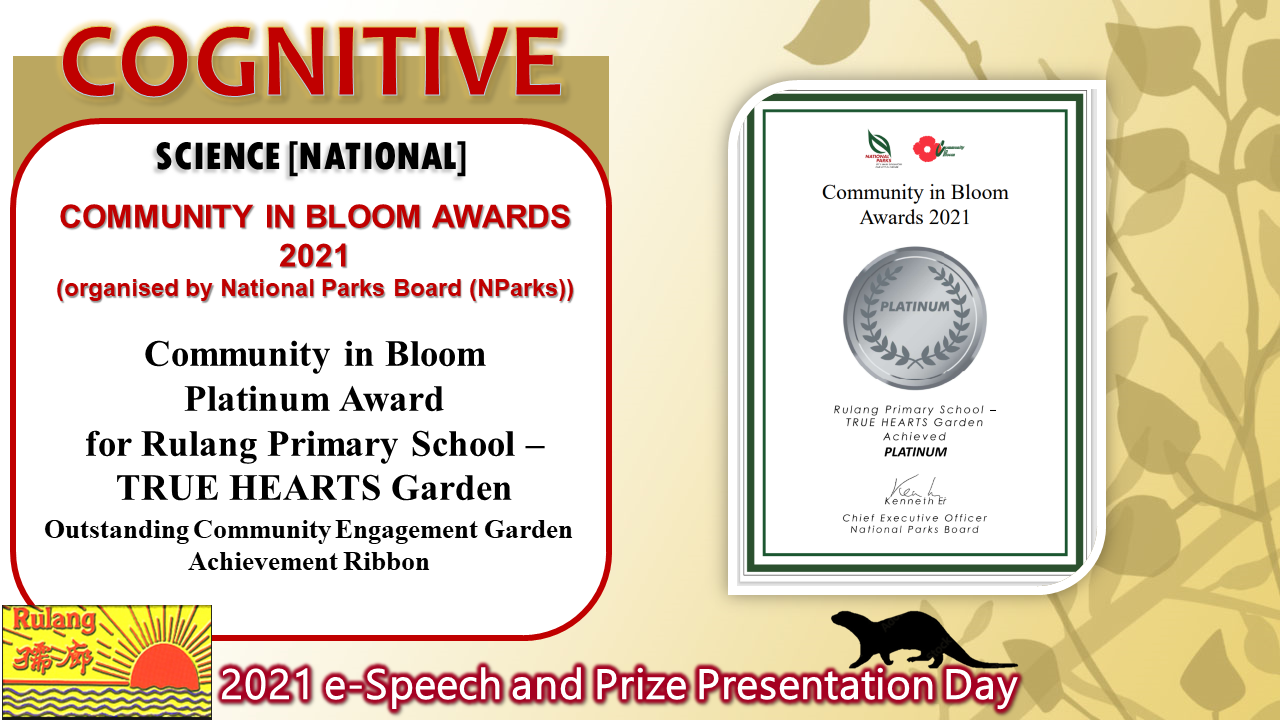 COGNITIVE
SCIENCE [NATIONAL]
COMMUNITY IN BLOOM AWARDS
2021
(organised by National Parks Board (NParks))
Community in Bloom
Platinum Award
for Rulang Primary School –
TRUE HEARTS Garden
Outstanding Community Engagement Garden
Achievement Ribbon
NATIONAL
PARKS
Community in Bloom
Awards 2021
PLATINUM
Rulang Primary School –
TRUE HEARTS Garden
Achieved
PLATINUM
Kenneth Er
Chief Executive Officer
National Parks Board
Rulang
2021 e-Speech and Prize Presentation Day